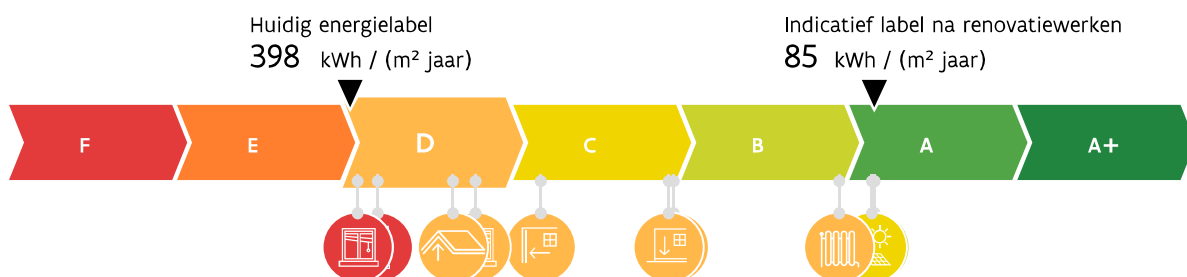 Huidig energielabel
398 kWh / (m² jaar)
Indicatief label na renovatiewerken
85 kWh / (m² jaar)
F E D C B A A+